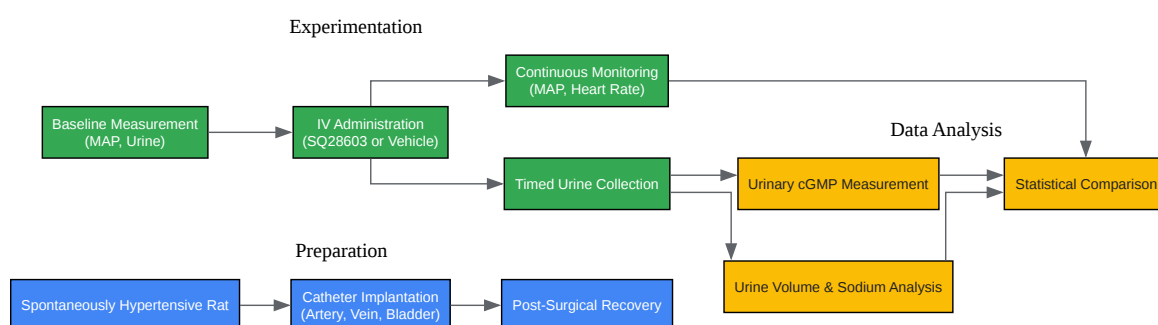 Experimentation
Continuous Monitoring
(MAP, Heart Rate)
Baseline Measurement
(MAP, Urine)
IV Administration
(SQ28603 or Vehicle)
Data Analysis
Timed Urine Collection
Urinary cGMP Measurement
Statistical Comparison
Preparation
Urine Volume & Sodium Analysis
Spontaneously Hypertensive Rat
Catheter Implantation
(Artery, Vein, Bladder)
Post-Surgical Recovery